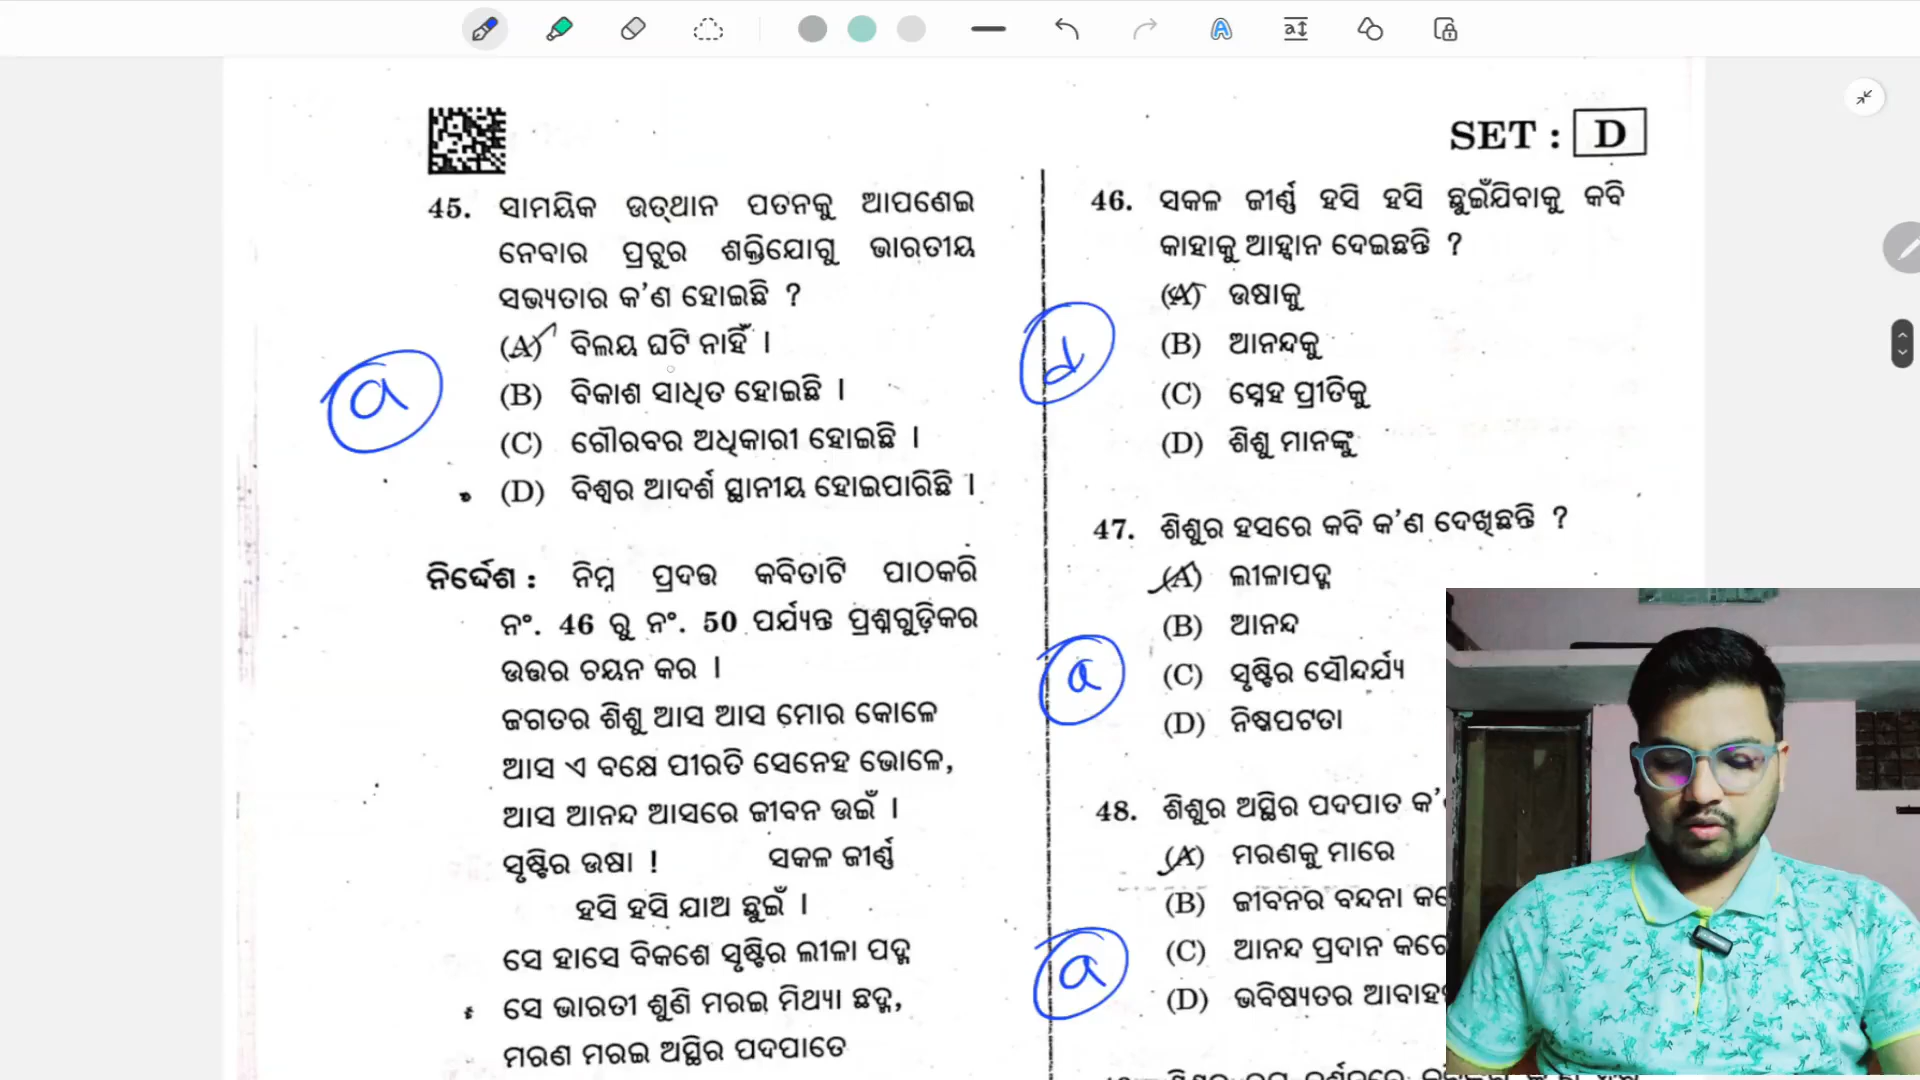 SET : D
45. ସାମୟିକ ଉତ୍‌ଥାନ ପତନକୁ ଆପଣେଇ
ନେବାର ପ୍ରଚୁର ଶକ୍ତିଯୋଗୁ ଭାରତୀୟ
ସଭ୍ୟତାର କ'ଣ ହୋଇଛି ?
(A) ବିଲୟ ଘଟି ନାହିଁ ।
(B) ବିକାଶ ସାଧିତ ହୋଇଛି ।
(C) ଗୌରବର ଅଧିକାରୀ ହୋଇଛି ।
(D) ବିଶ୍ୱର ଆଦର୍ଶ ସ୍ଥାନୀୟ ହୋଇପାରିଛି ।
a
ନିର୍ଦ୍ଦେଶ : ନିମ୍ନ ପ୍ରଦତ୍ତ କବିତାଟି ପାଠକରି
ନଂ. 46 ରୁ ନଂ. 50 ପର୍ଯ୍ୟନ୍ତ ପ୍ରଶ୍ନଗୁଡ଼ିକର
ଉତ୍ତର ଚୟନ କର ।
ଜଗତର ଶିଶୁ ଆସ ଆସ ମୋର କୋଳେ
ଆସ ଏ ବକ୍ଷେ ପୀରତି ସେନେହ ଭୋଳେ,
ଆସ ଆନନ୍ଦ ଆସରେ ଜୀବନ ଉଇଁ ।
ସୃଷ୍ଟିର ଉଷା ! ସକଳ ଜୀର୍ଣ୍ଣ
ହସି ହସି ଯାଅ ଛୁଇଁ ।
ସେ ହାସେ ବିକଶେ ସୃଷ୍ଟିର ଲୀଳା ପଦ୍ମ
ସେ ଭାରତୀ ଶୁଣି ମରଇ ମିଥ୍ୟା ଛଦ୍ମ,
ମରଣ ମରଇ ଅସ୍ଥିର ପଦପାତେ
46. ସକଳ ଜୀର୍ଣ୍ଣ ହସି ହସି ଛୁଇଁଯିବାକୁ କବି
କାହାକୁ ଆହ୍ୱାନ ଦେଇଛନ୍ତି ?
(A) ଉଷାକୁ
(B) ଆନନ୍ଦକୁ
(C) ସ୍ନେହ ପ୍ରୀତିକୁ
(D) ଶିଶୁ ମାନଙ୍କୁ
d
47. ଶିଶୁର ହସରେ କବି କ'ଣ ଦେଖିଛନ୍ତି ?
(A) ଲୀଳାପଦ୍ମ
(B) ଆନନ୍ଦ
(C) ସୃଷ୍ଟିର ସୌନ୍ଦର୍ଯ୍ୟ
(D) ନିଷ୍କପଟତା
a
48. ଶିଶୁର ଅସ୍ଥିର ପଦପାତ
(A) ମରଣକୁ ମାରେ
(B) ଜୀବନର ବନ୍ଦନା
(C) ଆନନ୍ଦ ପ୍ରଦାନ
(D) ଭବିଷ୍ୟତର
a